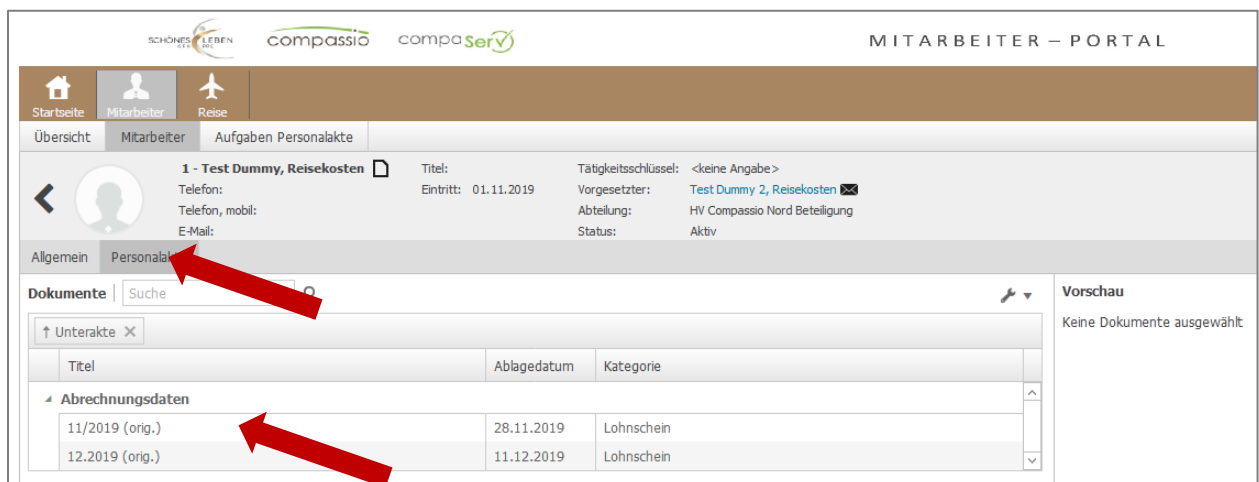 SCHÖNES LEBEN compassio compaServ MITARBEITER – PORTAL
Startseite Mitarbeiter Reise
Übersicht Mitarbeiter Aufgaben Personalakte
1 - Test Dummy, Reisekosten Titel: Tätigkeitsschlüssel: <keine Angabe>
Telefon: Eintritt: 01.11.2019 Vorgesetzter: Test Dummy 2, Reisekosten
Telefon, mobil: Abteilung: HV Compassio Nord Beteiligung
E-Mail: Status: Aktiv
Allgemein
Dokumente | Suche Vorschau
↑ Unterakte × Keine Dokumente ausgewählt
Titel Ablagedatum Kategorie
Abrechnungsdaten
11/2019 (orig.) 28.11.2019 Lohnschein
12.2019 (orig.) 11.12.2019 Lohnschein